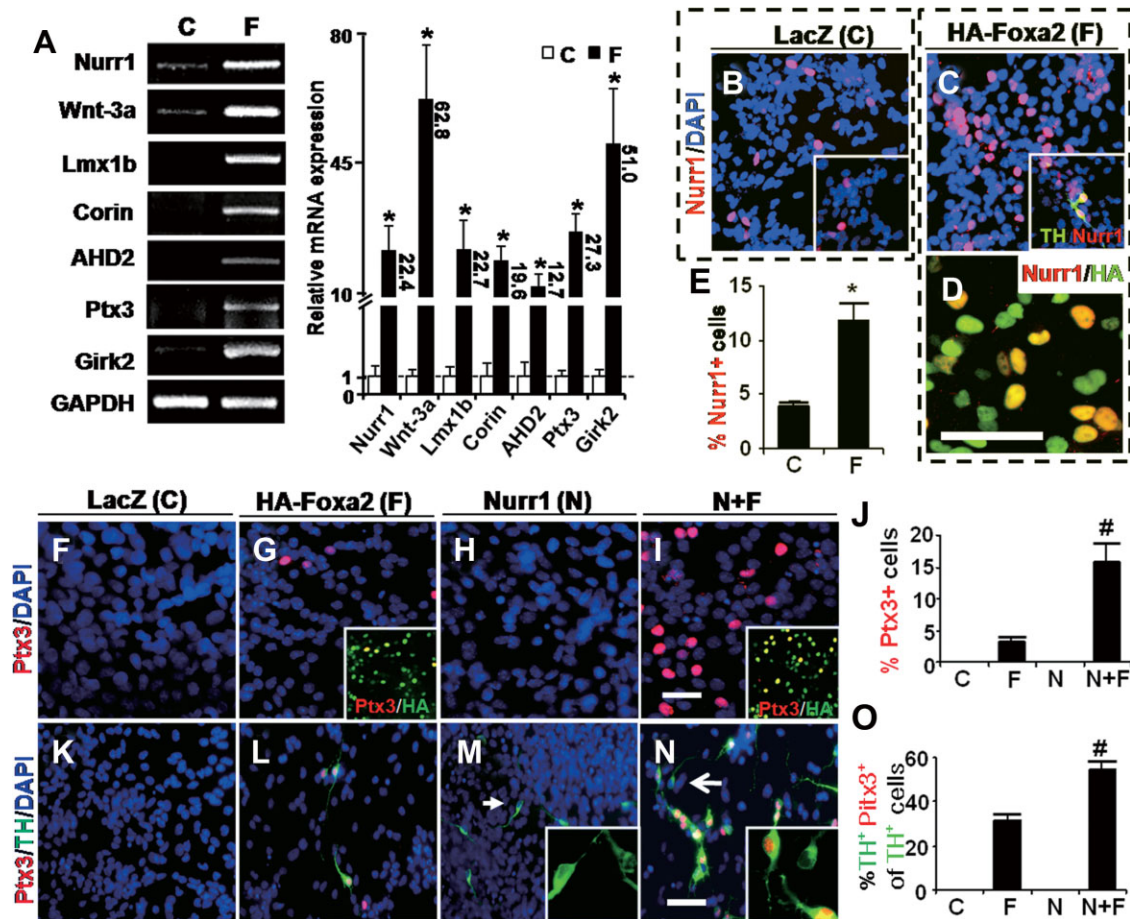 A
C F
Nurr1
Wnt-3a
Lmx1b
Corin
AHD2
Ptx3
Girk2
GAPDH
Relative mRNA expression
80
45
10
1
0
C F
*
*
*
*
*
*
*
22.4
62.8
22.7
19.6
12.7
27.3
51.0
Nurr1
Wnt-3a
Lmx1b
Corin
AHD2
Ptx3
Girk2
LacZ (C)
HA-Foxa2 (F)
Nurr1/DAPI
B
C
TH Nurr1
D
Nurr1/HA
E
% Nurr1+ cells
15
10
5
0
*
C F
LacZ (C)
HA-Foxa2 (F)
Nurr1 (N)
N+F
Ptx3/DAPI
F
G
Ptx3/HA
H
I
Ptx3/HA
J
% Ptx3+ cells
20
15
10
5
0
#
C F N N+F
Ptx3/TH/DAPI
K
L
M
N
O
%TH+ Pitx3+
of TH+ cells
60
40
60
20
0
#
C F N N+F